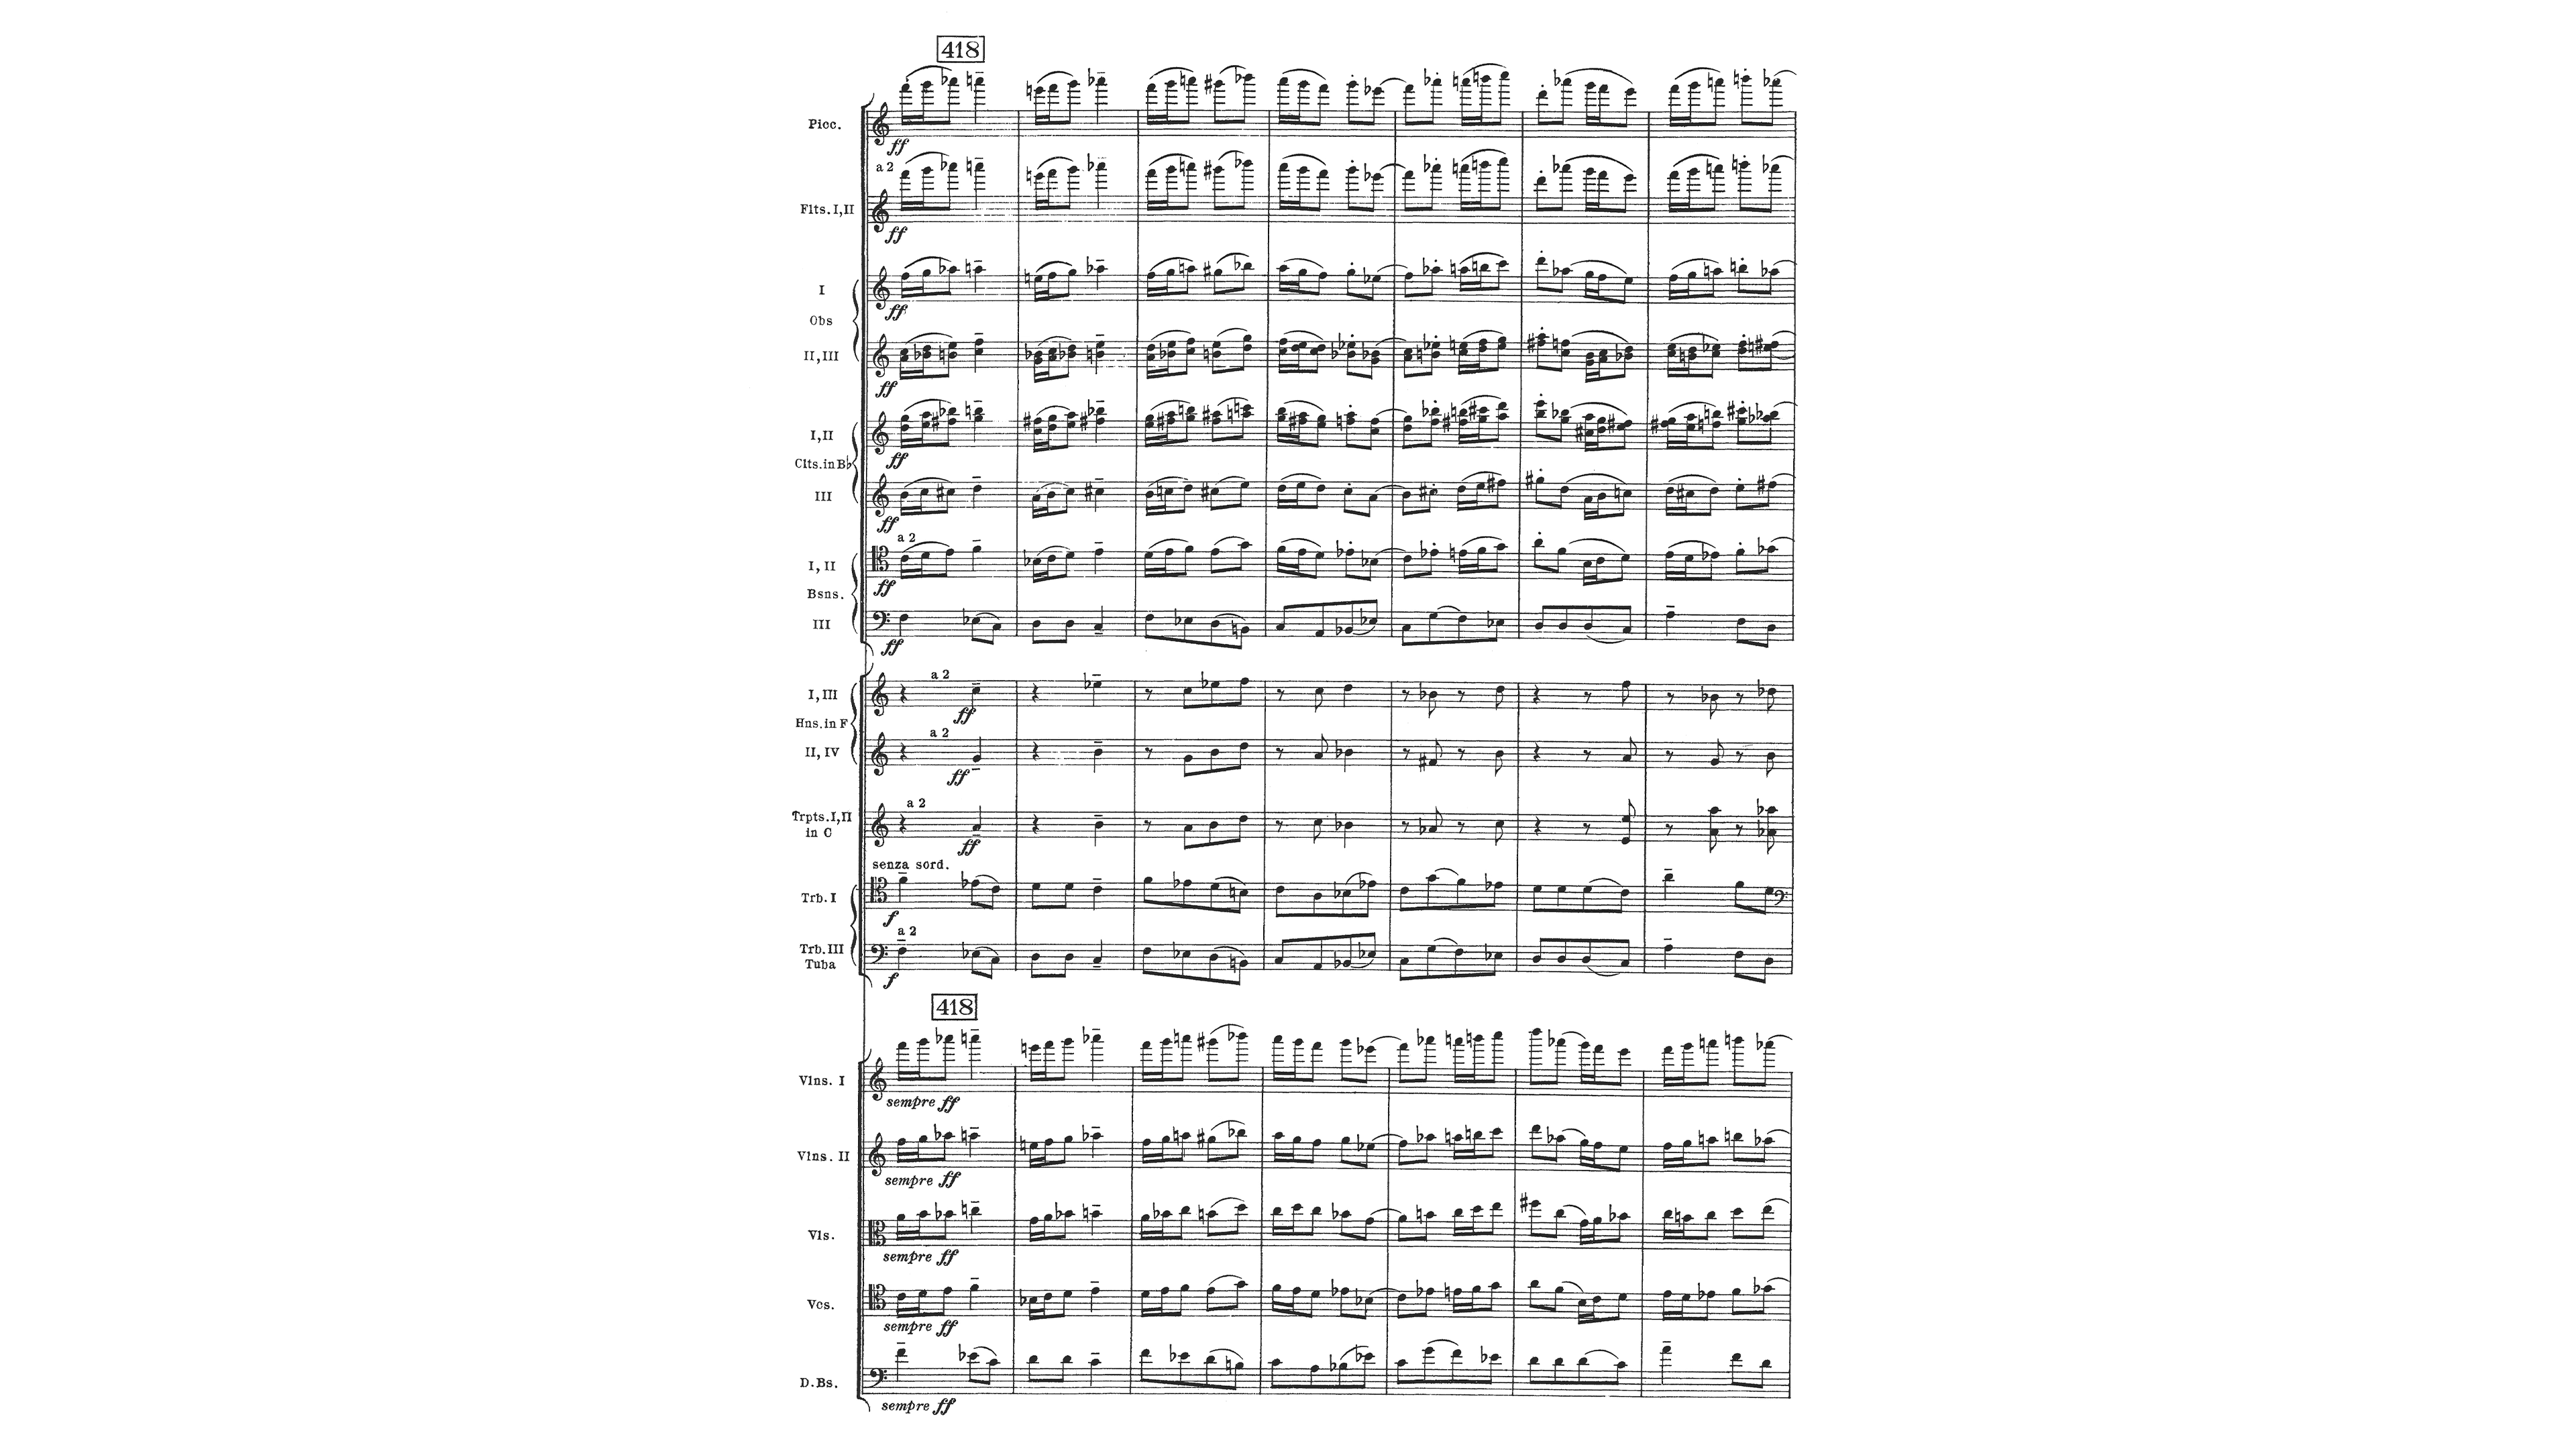 418
Picc.
ff
a 2
Flts. I, II
ff
I
ff
Obs
II, III
ff
I, II
ff
Clts. in B♭
III
ff
a 2
I, II
ff
Bsns.
III
ff
a 2
I, III
ff
Hns. in F
a 2
II, IV
ff
a 2
Trpts. I, II
in C
ff
senza sord.
Trb. I
f
a 2
Trb. III
Tuba
f
418
Vlns. I
sempre ff
Vlns. II
sempre ff
Vls.
sempre ff
Vcs.
sempre ff
D. Bs.
sempre ff